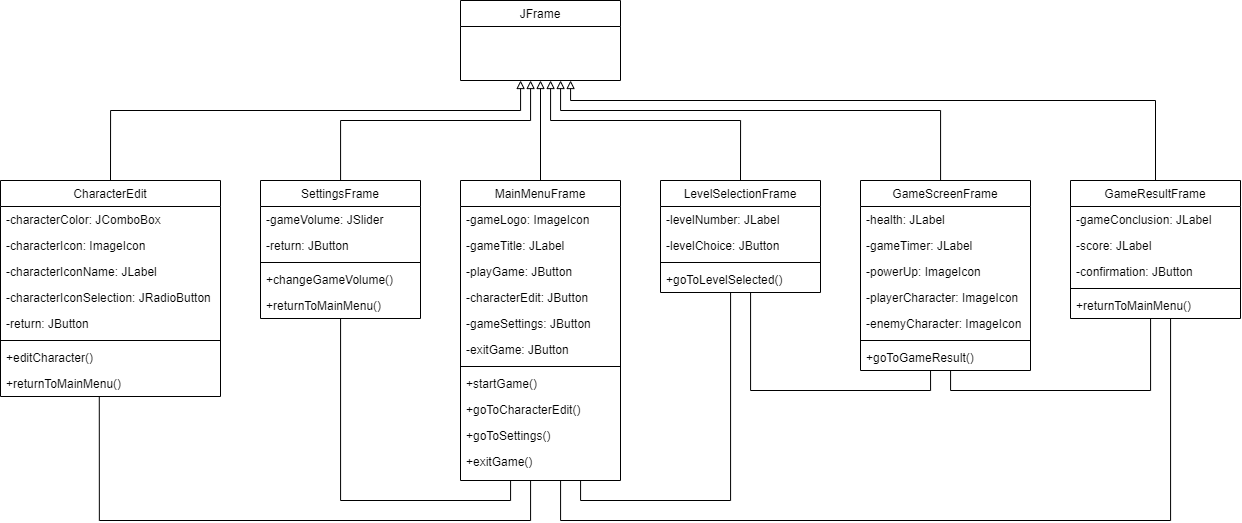 JFrame
CharacterEdit
-characterColor: JComboBox
-characterIcon: ImageIcon
-characterIconName: JLabel
-characterIconSelection: JRadioButton
-return: JButton
+editCharacter()
+returnToMainMenu()
SettingsFrame
-gameVolume: JSlider
-return: JButton
+changeGameVolume()
+returnToMainMenu()
MainMenuFrame
-gameLogo: ImageIcon
-gameTitle: JLabel
-playGame: JButton
-characterEdit: JButton
-gameSettings: JButton
-exitGame: JButton
+startGame()
+goToCharacterEdit()
+goToSettings()
+exitGame()
LevelSelectionFrame
-levelNumber: JLabel
-levelChoice: JButton
+goToLevelSelected()
GameScreenFrame
-health: JLabel
-gameTimer: JLabel
-powerUp: ImageIcon
-playerCharacter: ImageIcon
-enemyCharacter: ImageIcon
+goToGameResult()
GameResultFrame
-gameConclusion: JLabel
-score: JLabel
-confirmation: JButton
+returnToMainMenu()